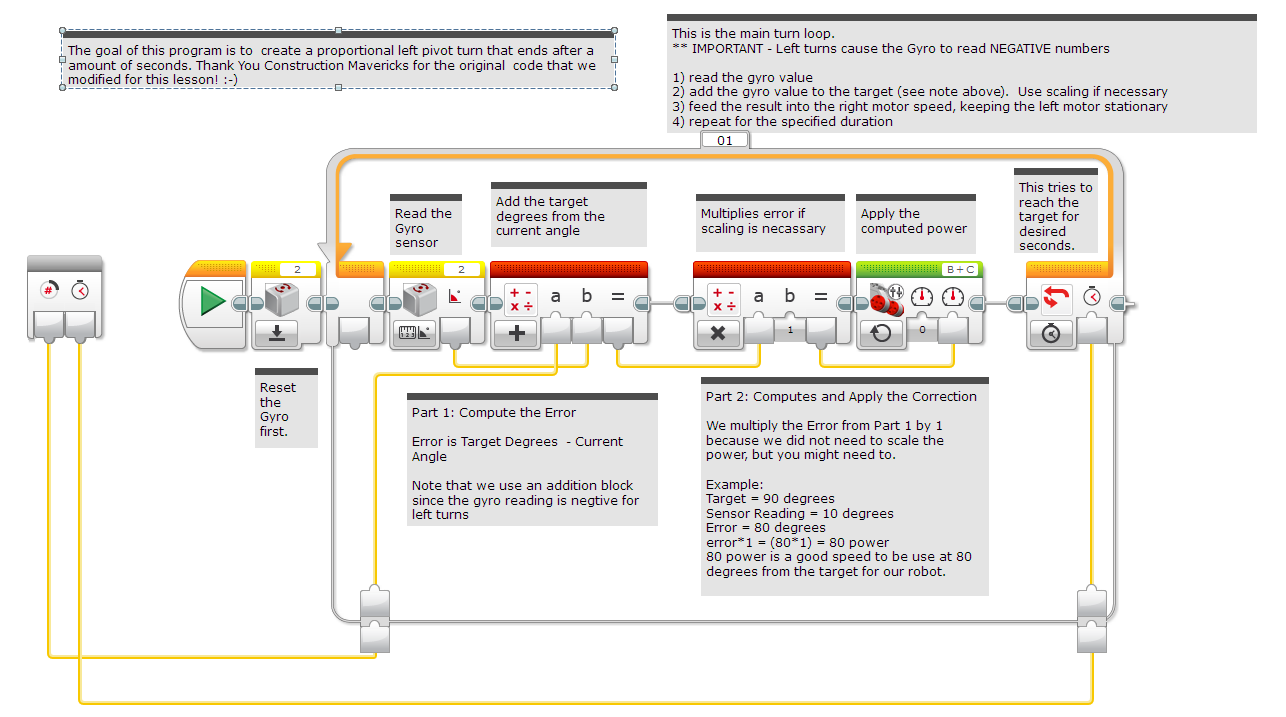 The goal of this program is to  create a proportional left pivot turn that ends after a
amount of seconds. Thank You Construction Mavericks for the original  code that we
modified for this lesson! :-)
This is the main turn loop.
** IMPORTANT - Left turns cause the Gyro to read NEGATIVE numbers
1) read the gyro value
2) add the gyro value to the target (see note above).  Use scaling if necessary
3) feed the result into the right motor speed, keeping the left motor stationary
4) repeat for the specified duration
01
Read the
Gyro
sensor
Add the target
degrees from the
current angle
Multiplies error if
scaling is necassary
Apply the
computed power
This tries to
reach the
target for
desired
seconds.
#
2
2
+ -
x ÷
a b =
+
1 2 3
+ -
x ÷
a b =
1
B + C
0
Reset
the
Gyro
first.
Part 1: Compute the Error
Error is Target Degrees  - Current
Angle
Note that we use an addition block
since the gyro reading is negtive for
left turns
Part 2: Computes and Apply the Correction
We multiply the Error from Part 1 by 1
because we did not need to scale the
power, but you might need to.
Example:
Target = 90 degrees
Sensor Reading = 10 degrees
Error = 80 degrees
error*1 = (80*1) = 80 power
80 power is a good speed to be use at 80
degrees from the target for our robot.